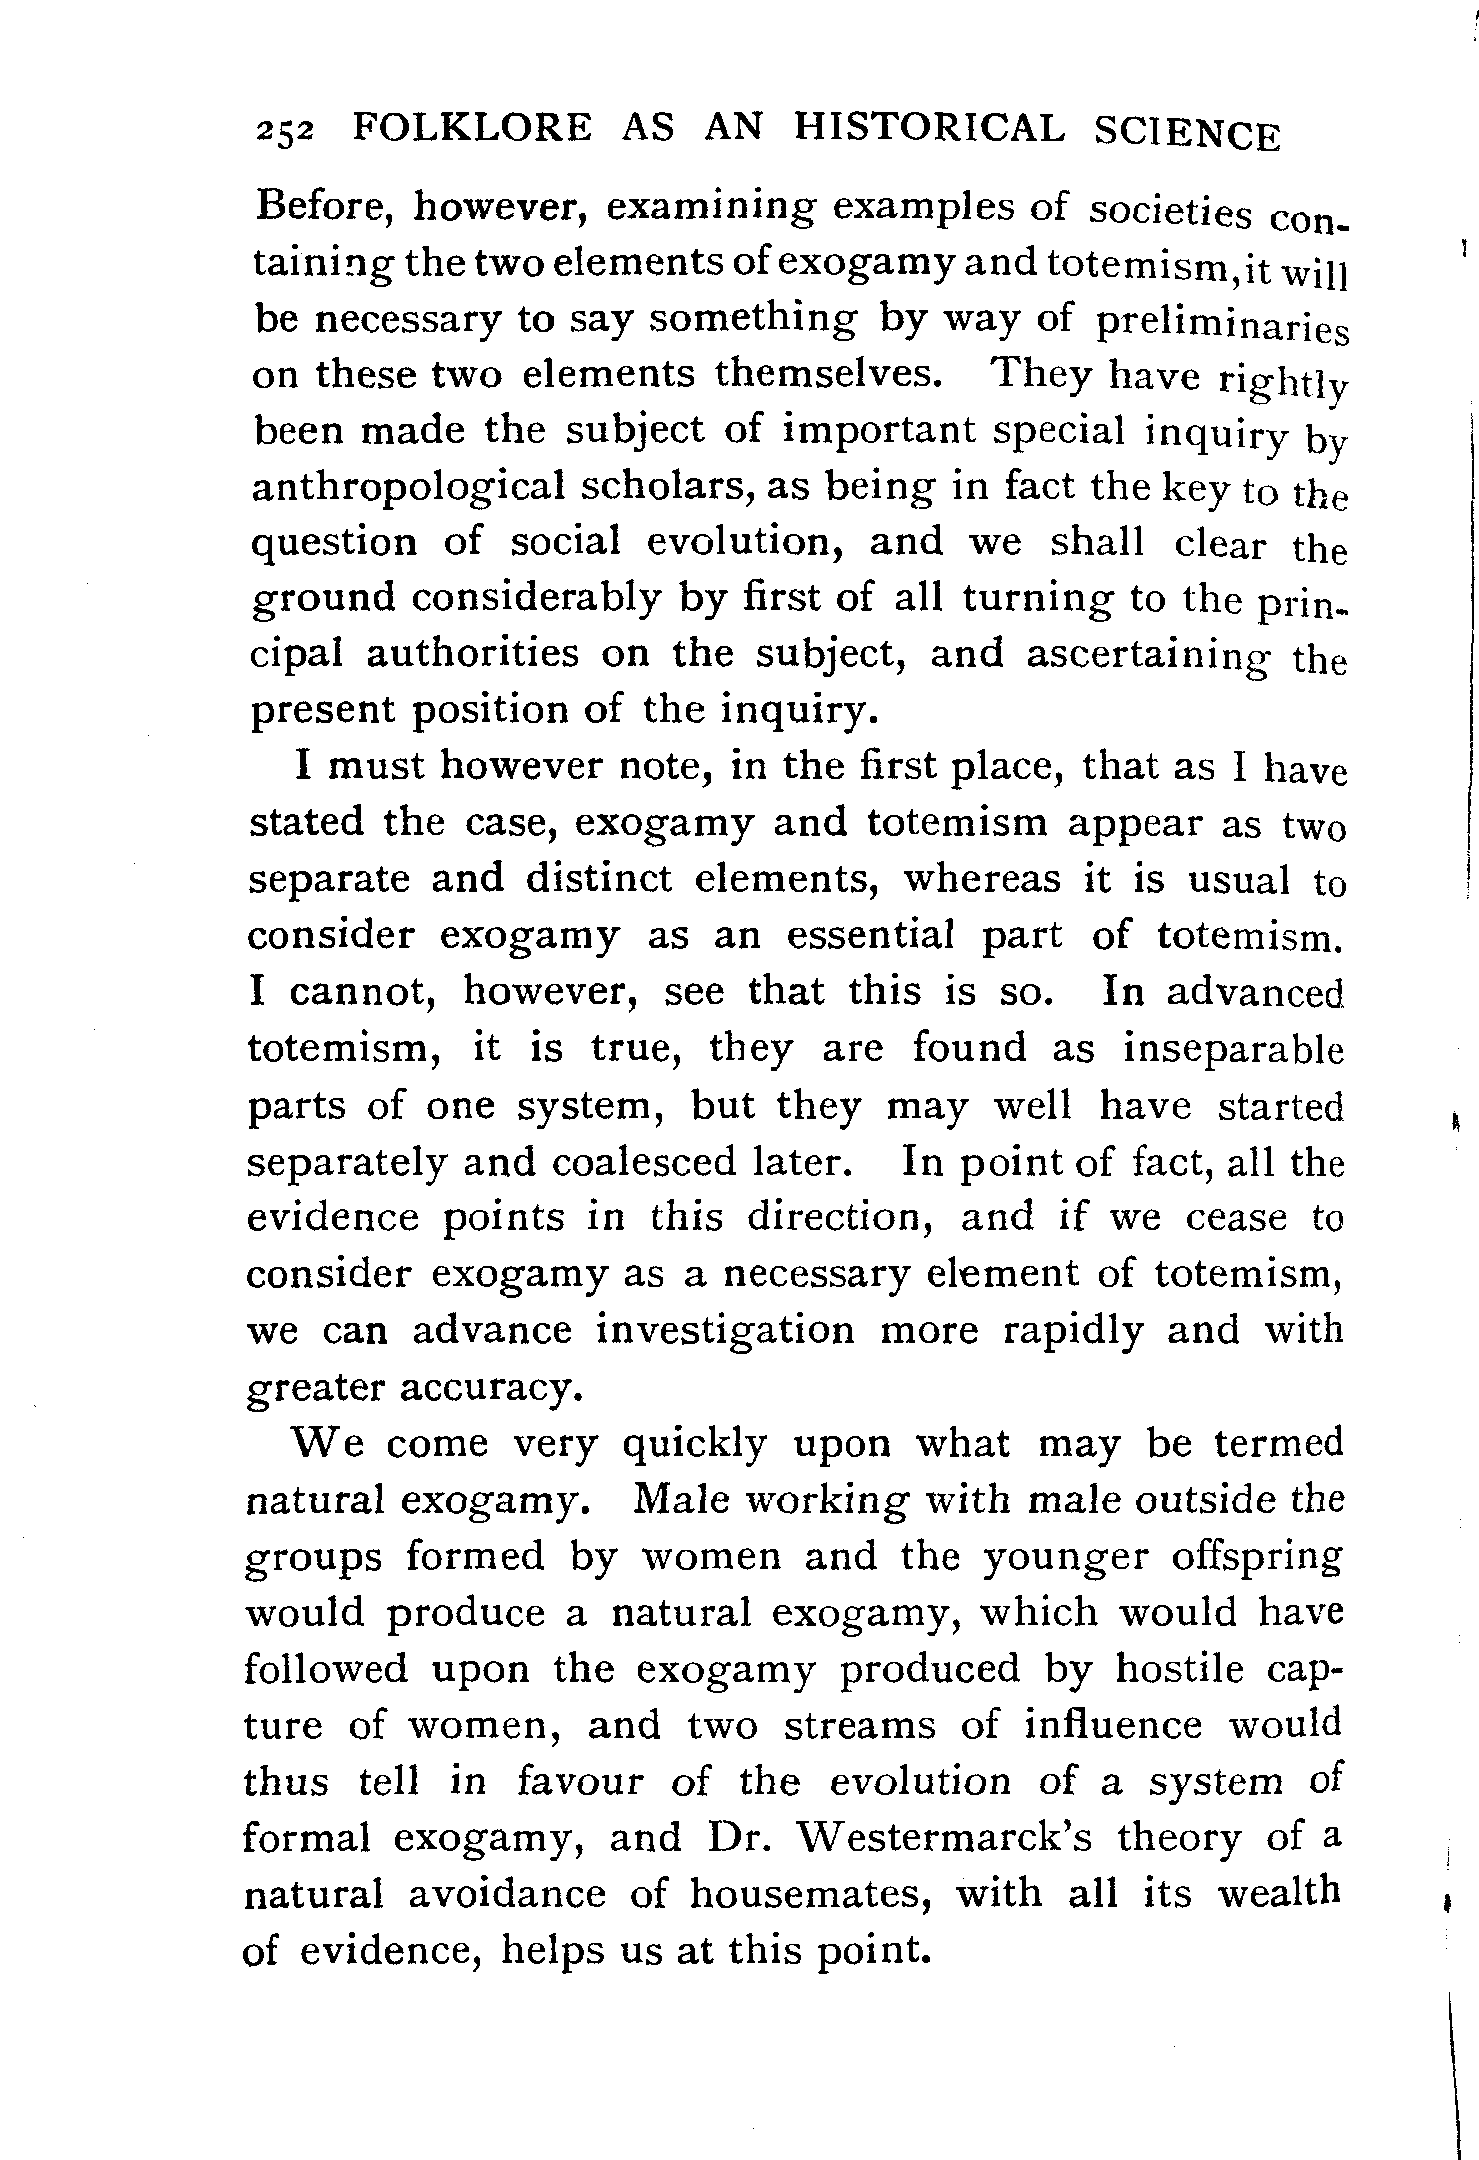 252 FOLKLORE AS AN HISTORICAL SCIENCE
Before, however, examining examples of societies con-
taining the two elements of exogamy and totemism, it will
be necessary to say something by way of preliminaries
on these two elements themselves. They have rightly
been made the subject of important special inquiry by
anthropological scholars, as being in fact the key to the
question of social evolution, and we shall clear the
ground considerably by first of all turning to the prin-
cipal authorities on the subject, and ascertaining the
present position of the inquiry.
I must however note, in the first place, that as I have
stated the case, exogamy and totemism appear as two
separate and distinct elements, whereas it is usual to
consider exogamy as an essential part of totemism.
I cannot, however, see that this is so. In advanced
totemism, it is true, they are found as inseparable
parts of one system, but they may well have started
separately and coalesced later. In point of fact, all the
evidence points in this direction, and if we cease to
consider exogamy as a necessary element of totemism,
we can advance investigation more rapidly and with
greater accuracy.
We come very quickly upon what may be termed
natural exogamy. Male working with male outside the
groups formed by women and the younger offspring
would produce a natural exogamy, which would have
followed upon the exogamy produced by hostile cap-
ture of women, and two streams of influence would
thus tell in favour of the evolution of a system of
formal exogamy, and Dr. Westermarck's theory of a
natural avoidance of housemates, with all its wealth
of evidence, helps us at this point.